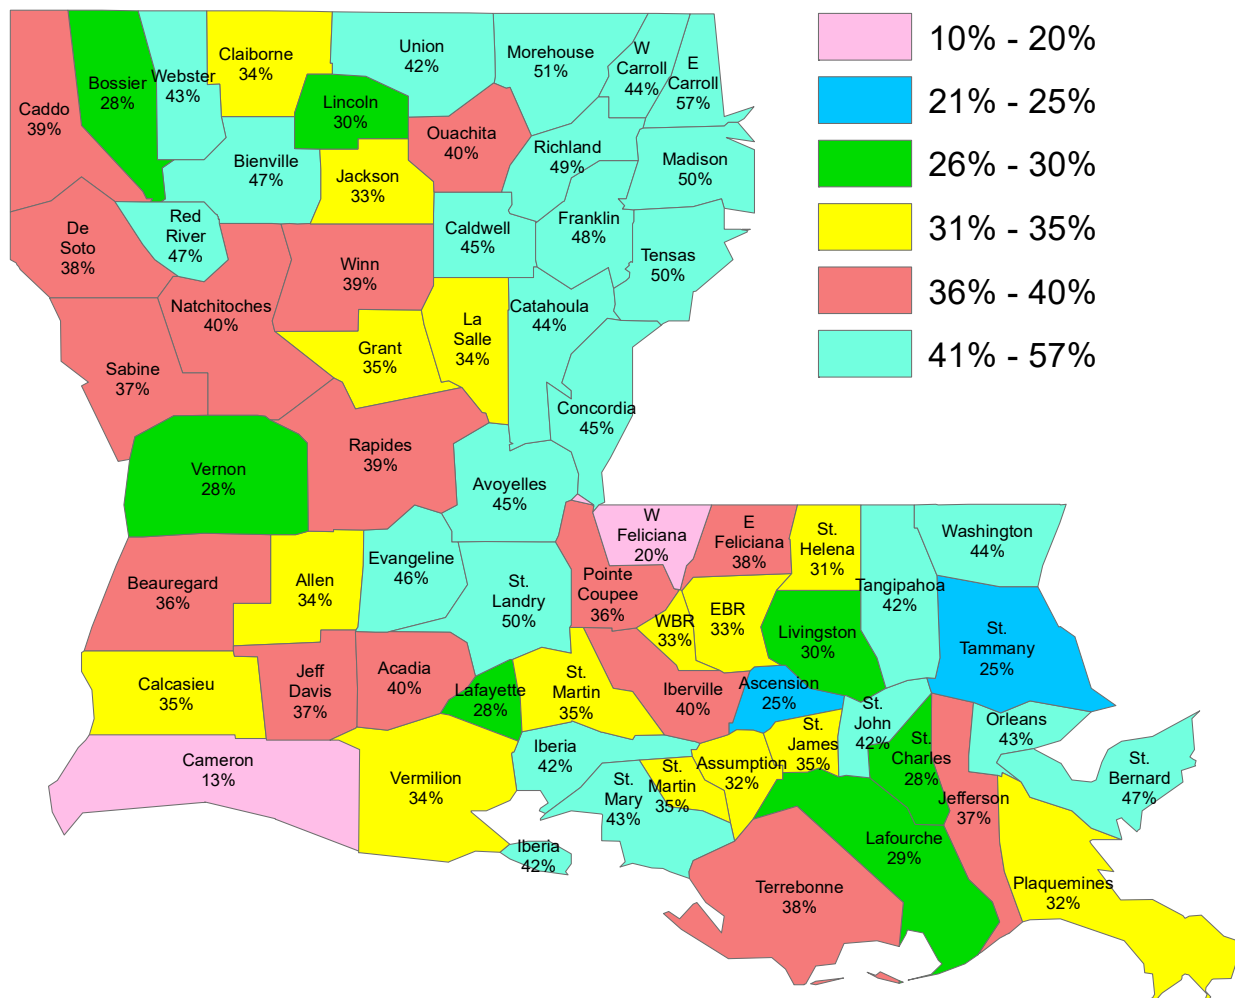 Caddo
39%
Bossier
28%
Webster
43%
Claiborne
34%
Union
42%
Morehouse
51%
W
Carroll
44%
E
Carroll
57%
Lincoln
30%
Ouachita
40%
Richland
49%
Madison
50%
Bienville
47%
Jackson
33%
De
Soto
38%
Red
River
47%
Caldwell
45%
Franklin
48%
Tensas
50%
Natchitoches
40%
Winn
39%
Catahoula
44%
La
Salle
34%
Grant
35%
Sabine
37%
Concordia
45%
Vernon
28%
Rapides
39%
Avoyelles
45%
W
Feliciana
20%
E
Feliciana
38%
St.
Helena
31%
Washington
44%
Beauregard
36%
Allen
34%
Evangeline
46%
St.
Landry
50%
Pointe
Coupee
36%
WBR
33%
EBR
33%
Livingston
30%
Tangipahoa
42%
St.
Tammany
25%
Calcasieu
35%
Jeff
Davis
37%
Acadia
40%
Lafayette
28%
St.
Martin
35%
Iberville
40%
Ascension
25%
St.
John
42%
Orleans
43%
Cameron
13%
Vermilion
34%
Iberia
42%
St.
Mary
43%
St.
Martin
35%
Assumption
32%
St.
James
35%
St.
Charles
28%
Jefferson
37%
St.
Bernard
47%
Iberia
42%
Terrebonne
38%
Lafourche
29%
Plaquemines
32%
10% - 20%
21% - 25%
26% - 30%
31% - 35%
36% - 40%
41% - 57%